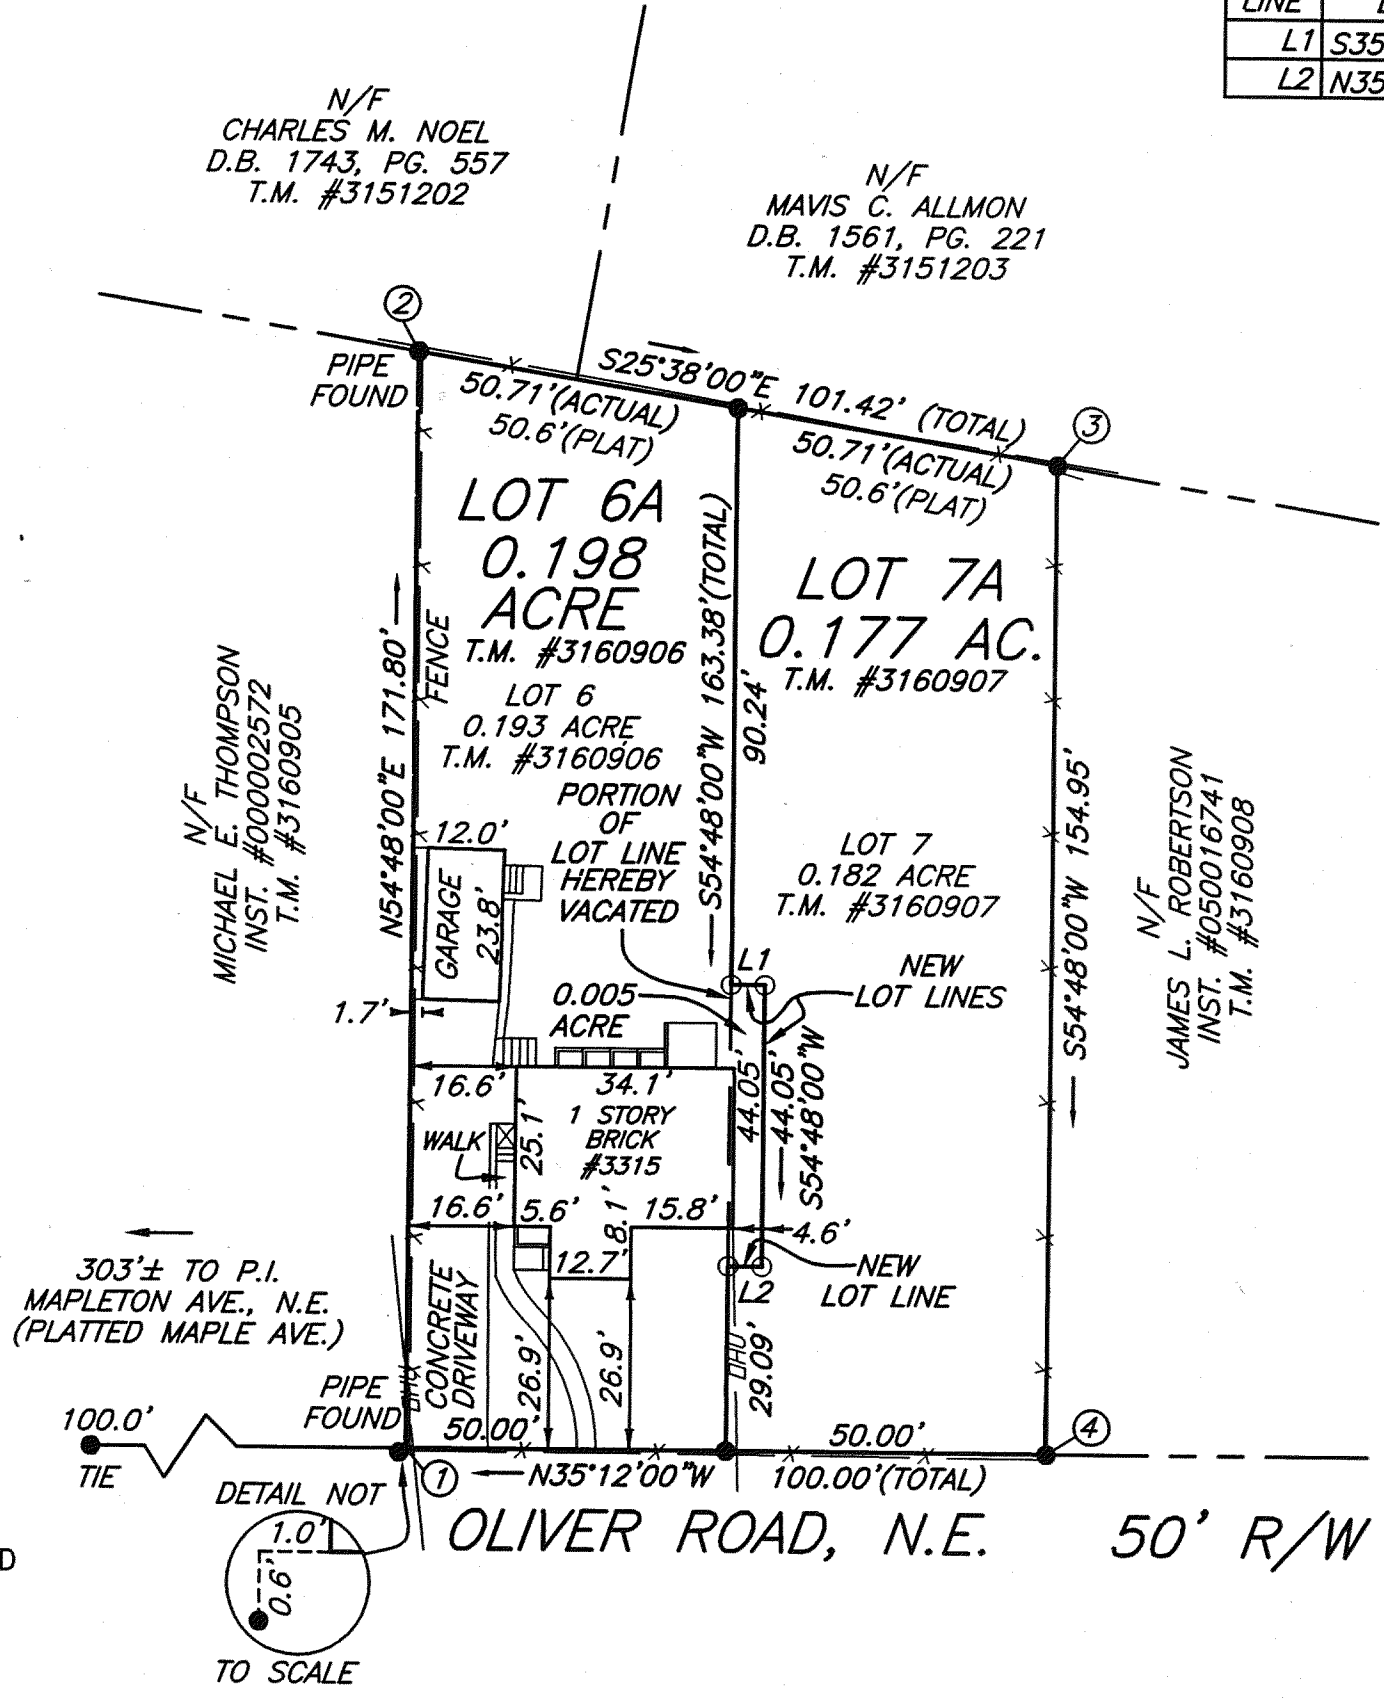 LINE
L1 S35
L2 N35
N/F
CHARLES M. NOEL
D.B. 1743, PG. 557
T.M. #3151202
N/F
MAVIS C. ALLMON
D.B. 1561, PG. 221
T.M. #3151203
2
PIPE
FOUND
S25°38'00"E 101.42' (TOTAL)
50.71'(ACTUAL)
50.6'(PLAT)
50.71'(ACTUAL)
50.6'(PLAT)
3
LOT 6A
0.198
ACRE
T.M. #3160906
LOT 6
0.193 ACRE
T.M. #3160906
LOT 7A
0.177 AC.
T.M. #3160907
LOT 7
0.182 ACRE
T.M. #3160907
N54°48'00"E 171.80'
FENCE
S54°48'00"W 163.38'(TOTAL)
90.24'
S54°48'00"W 154.95'
N/F
MICHAEL E. THOMPSON
INST. #000002572
T.M. #3160905
N/F
JAMES L. ROBERTSON
INST. #050016741
T.M. #3160908
PORTION
OF
LOT LINE
HEREBY
VACATED
12.0'
GARAGE
23.8'
1.7'
L1
NEW
LOT LINES
0.005
ACRE
44.05'
44.05'
S54°48'00"W
16.6'
34.1'
1 STORY
BRICK
#3315
25.1'
WALK
16.6'
5.6'
8.1'
15.8'
4.6'
12.7'
L2
NEW
LOT LINE
303'± TO P.I.
MAPLETON AVE., N.E.
(PLATTED MAPLE AVE.)
CONCRETE
DRIVEWAY
26.9'
26.9'
OHU
OHU
29.09'
PIPE
FOUND
100.0'
TIE
1
50.00'
50.00'
4
N35°12'00"W 100.00'(TOTAL)
DETAIL NOT
1.0'
0.6'
TO SCALE
OLIVER ROAD, N.E. 50' R/W
D